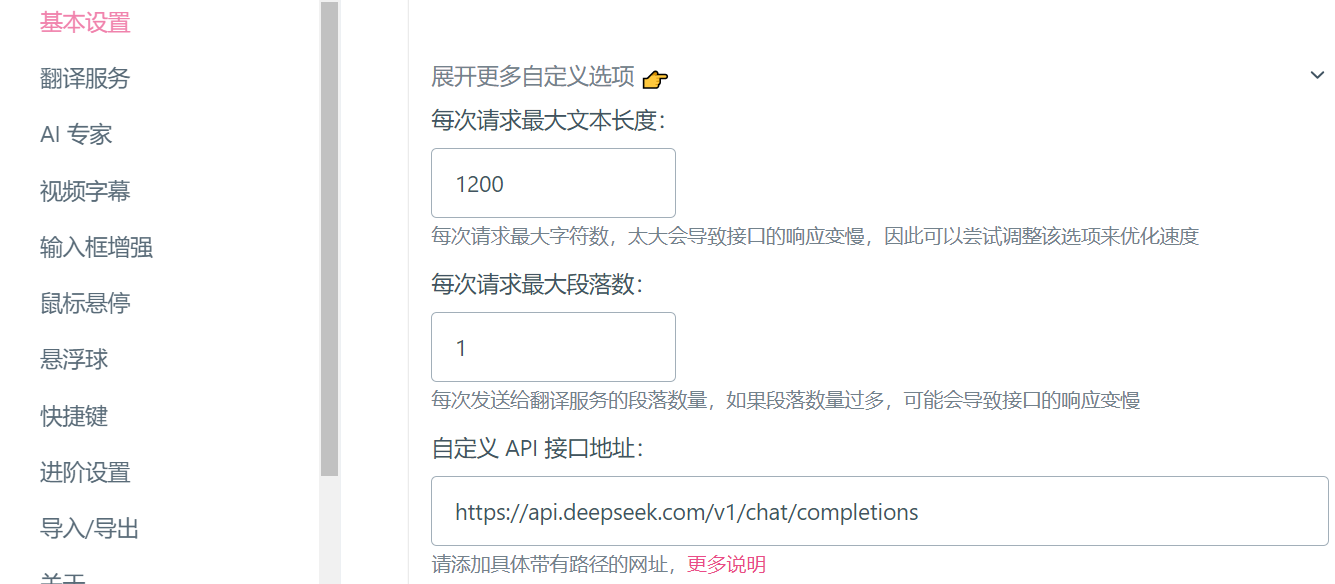 基本设置
翻译服务
AI 专家
视频字幕
输入框增强
鼠标悬停
悬浮球
快捷键
进阶设置
导入/导出
关于
展开更多自定义选项 👉
每次请求最大文本长度：
1200
每次请求最大字符数，太大会导致接口的响应变慢，因此可以尝试调整该选项来优化速度
每次请求最大段落数：
1
每次发送给翻译服务的段落数量，如果段落数量过多，可能会导致接口的响应变慢
自定义 API 接口地址：
https://api.deepseek.com/v1/chat/completions
请添加具体带有路径的网址，更多说明